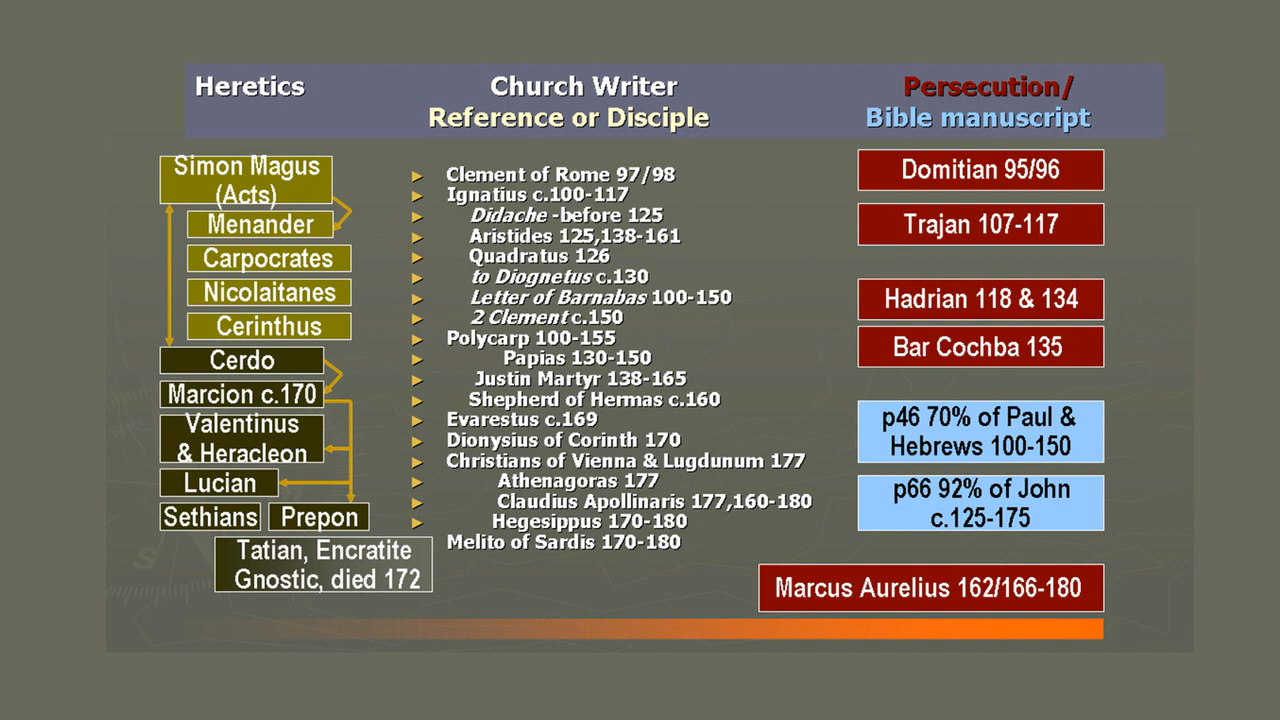 Heretics
Church Writer
Reference or Disciple
Persecution/
Bible manuscript
Simon Magus
(Acts)
Menander
Carpocrates
Nicolaitanes
Cerinthus
Cerdo
Marcion c.170
Valentinus
& Heracleon
Lucian
Sethians
Prepon
Tatian, Encratite
Gnostic, died 172
Clement of Rome 97/98
Ignatius c.100-117
Didache -before 125
Aristides 125,138-161
Quadratus 126
to Diognetus c.130
Letter of Barnabas 100-150
2 Clement c.150
Polycarp 100-155
Papias 130-150
Justin Martyr 138-165
Shepherd of Hermas c.160
Evarestus c.169
Dionysius of Corinth 170
Christians of Vienna & Lugdunum 177
Athenagoras 177
Claudius Apollinaris 177,160-180
Hegesippus 170-180
Melito of Sardis 170-180
Domitian 95/96
Trajan 107-117
Hadrian 118 & 134
Bar Cochba 135
p46 70% of Paul &
Hebrews 100-150
p66 92% of John
c.125-175
Marcus Aurelius 162/166-180
S